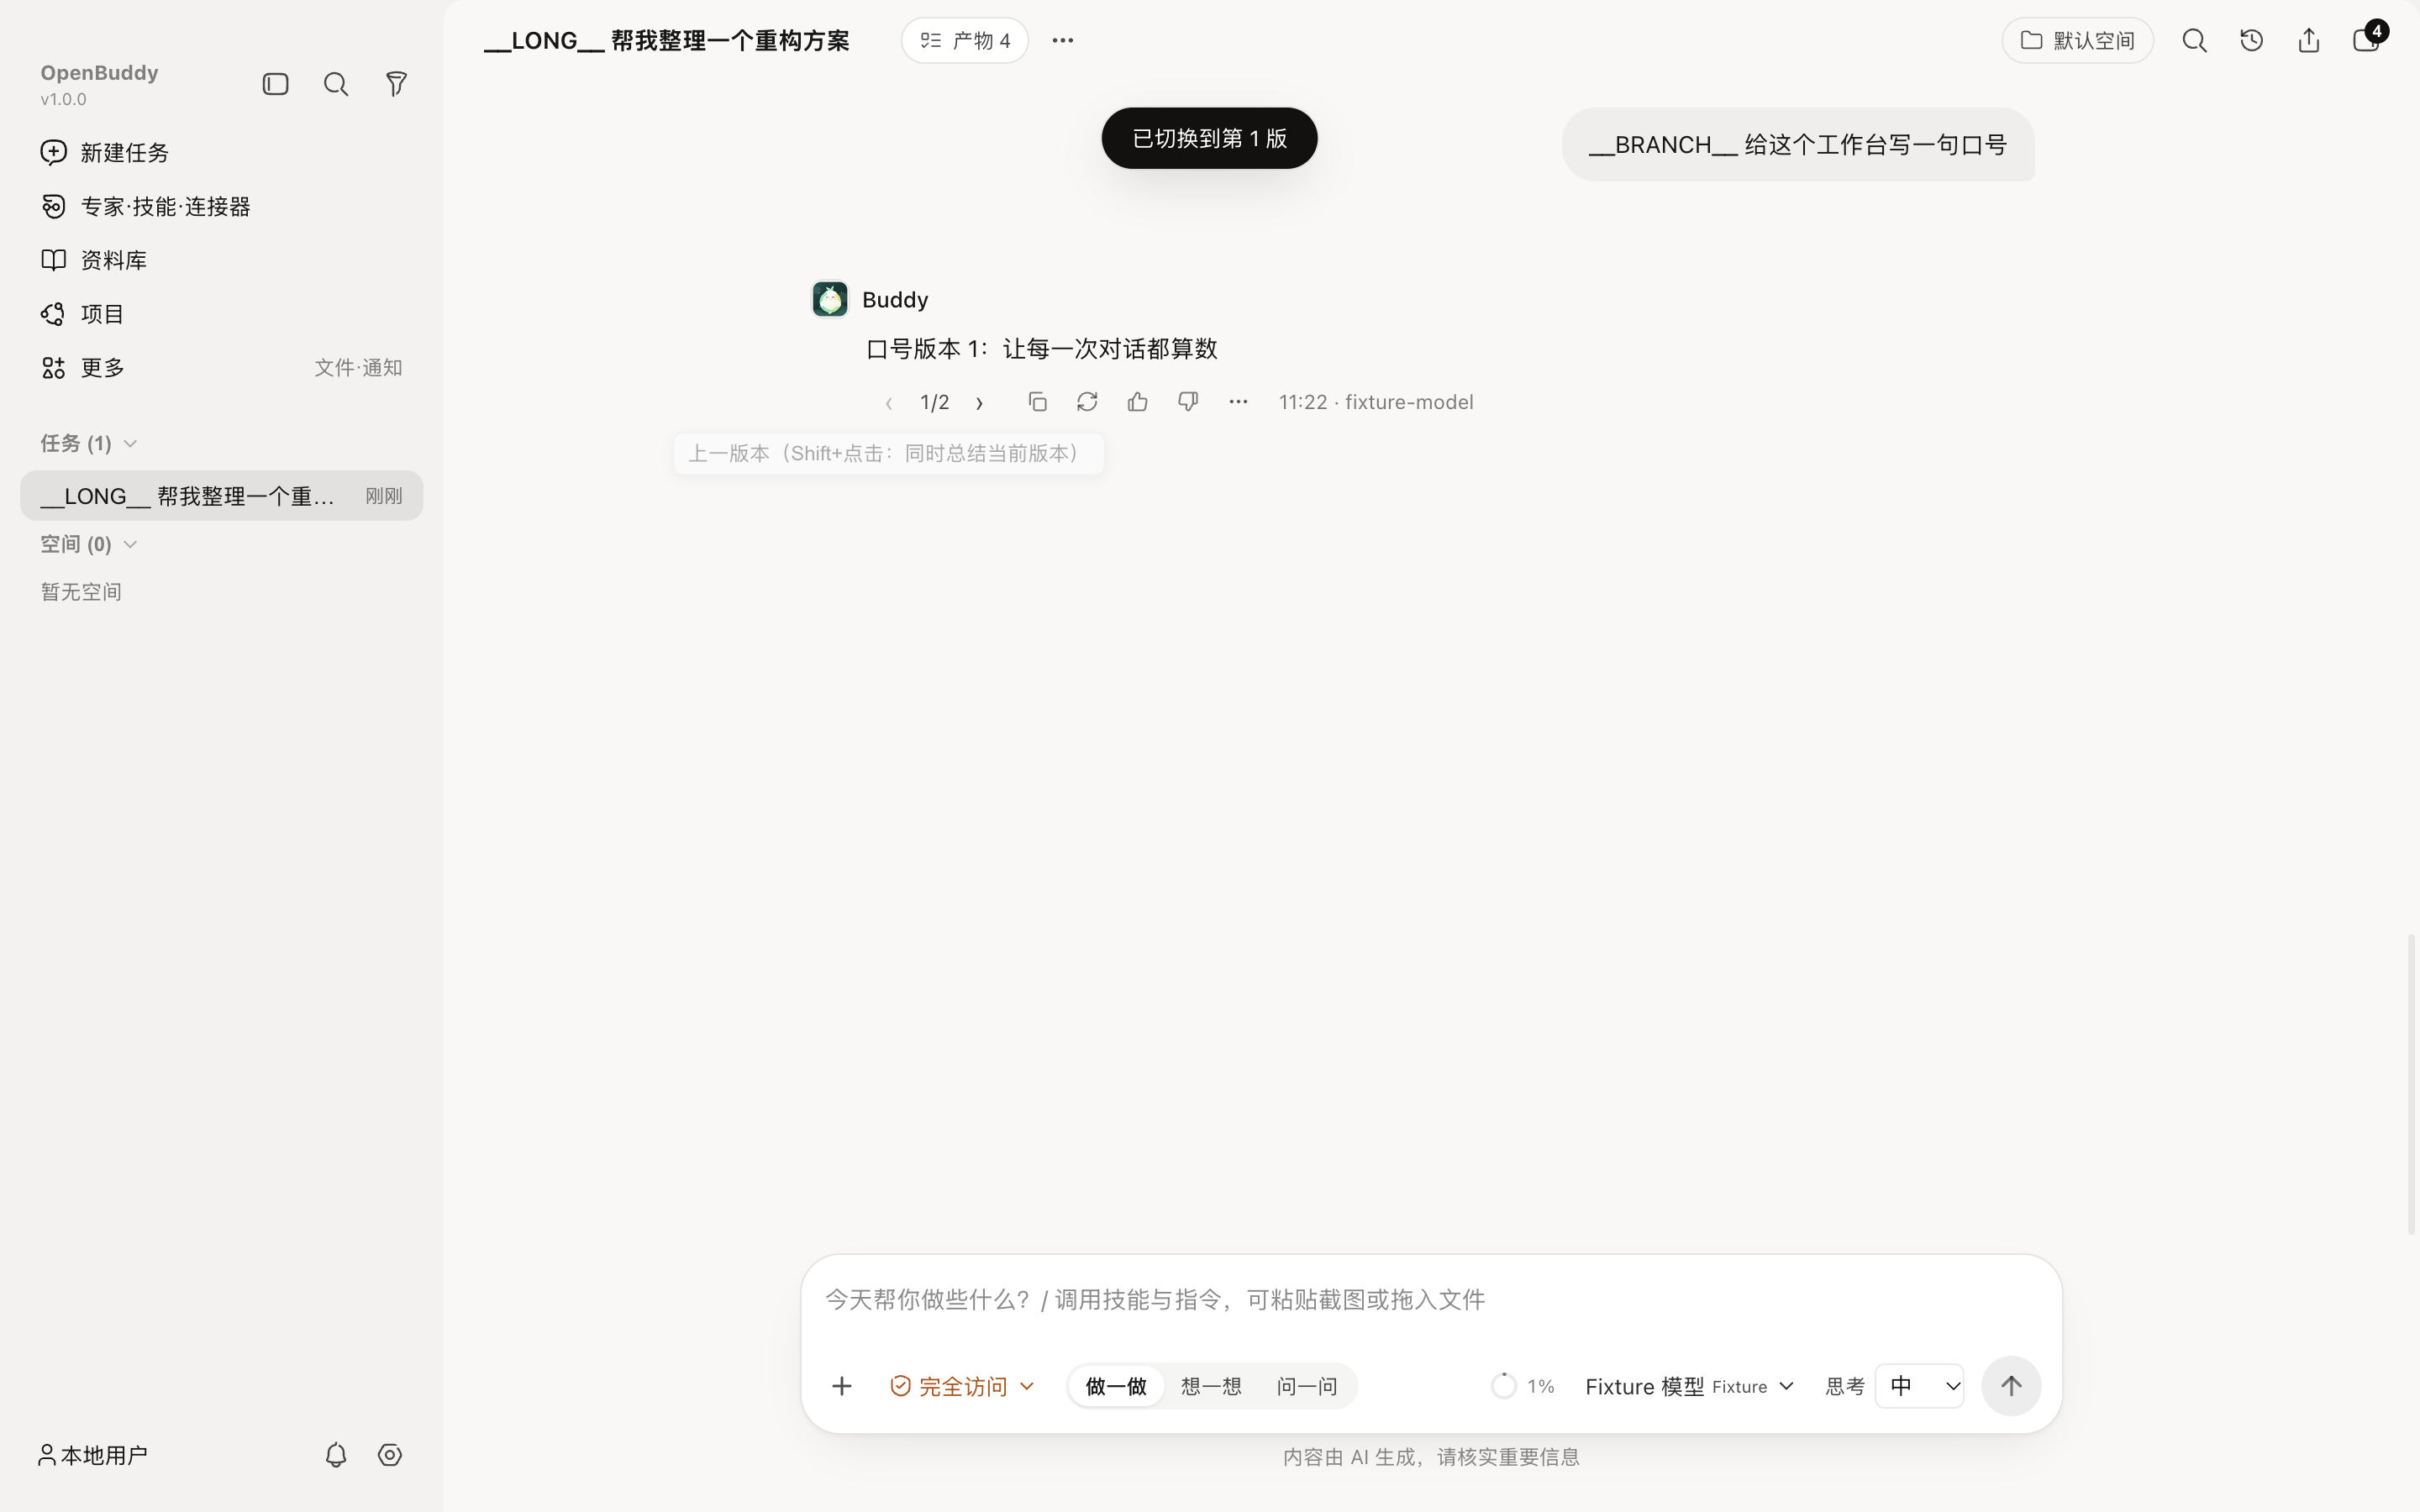 OpenBuddy
v1.0.0
新建任务
专家·技能·连接器
资料库
项目
更多
文件·通知
任务 (1)
__LONG__ 帮我整理一个重…
刚刚
空间 (0)
暂无空间
本地用户
__LONG__ 帮我整理一个重构方案
产物 4
默认空间
4
已切换到第 1 版
__BRANCH__ 给这个工作台写一句口号
Buddy
口号版本 1：让每一次对话都算数
1/2
11:22 · fixture-model
上一版本（Shift+点击：同时总结当前版本）
今天帮你做些什么？/ 调用技能与指令，可粘贴截图或拖入文件
完全访问
做一做
想一想
问一问
1%
Fixture 模型 Fixture
思考
中
内容由 AI 生成，请核实重要信息